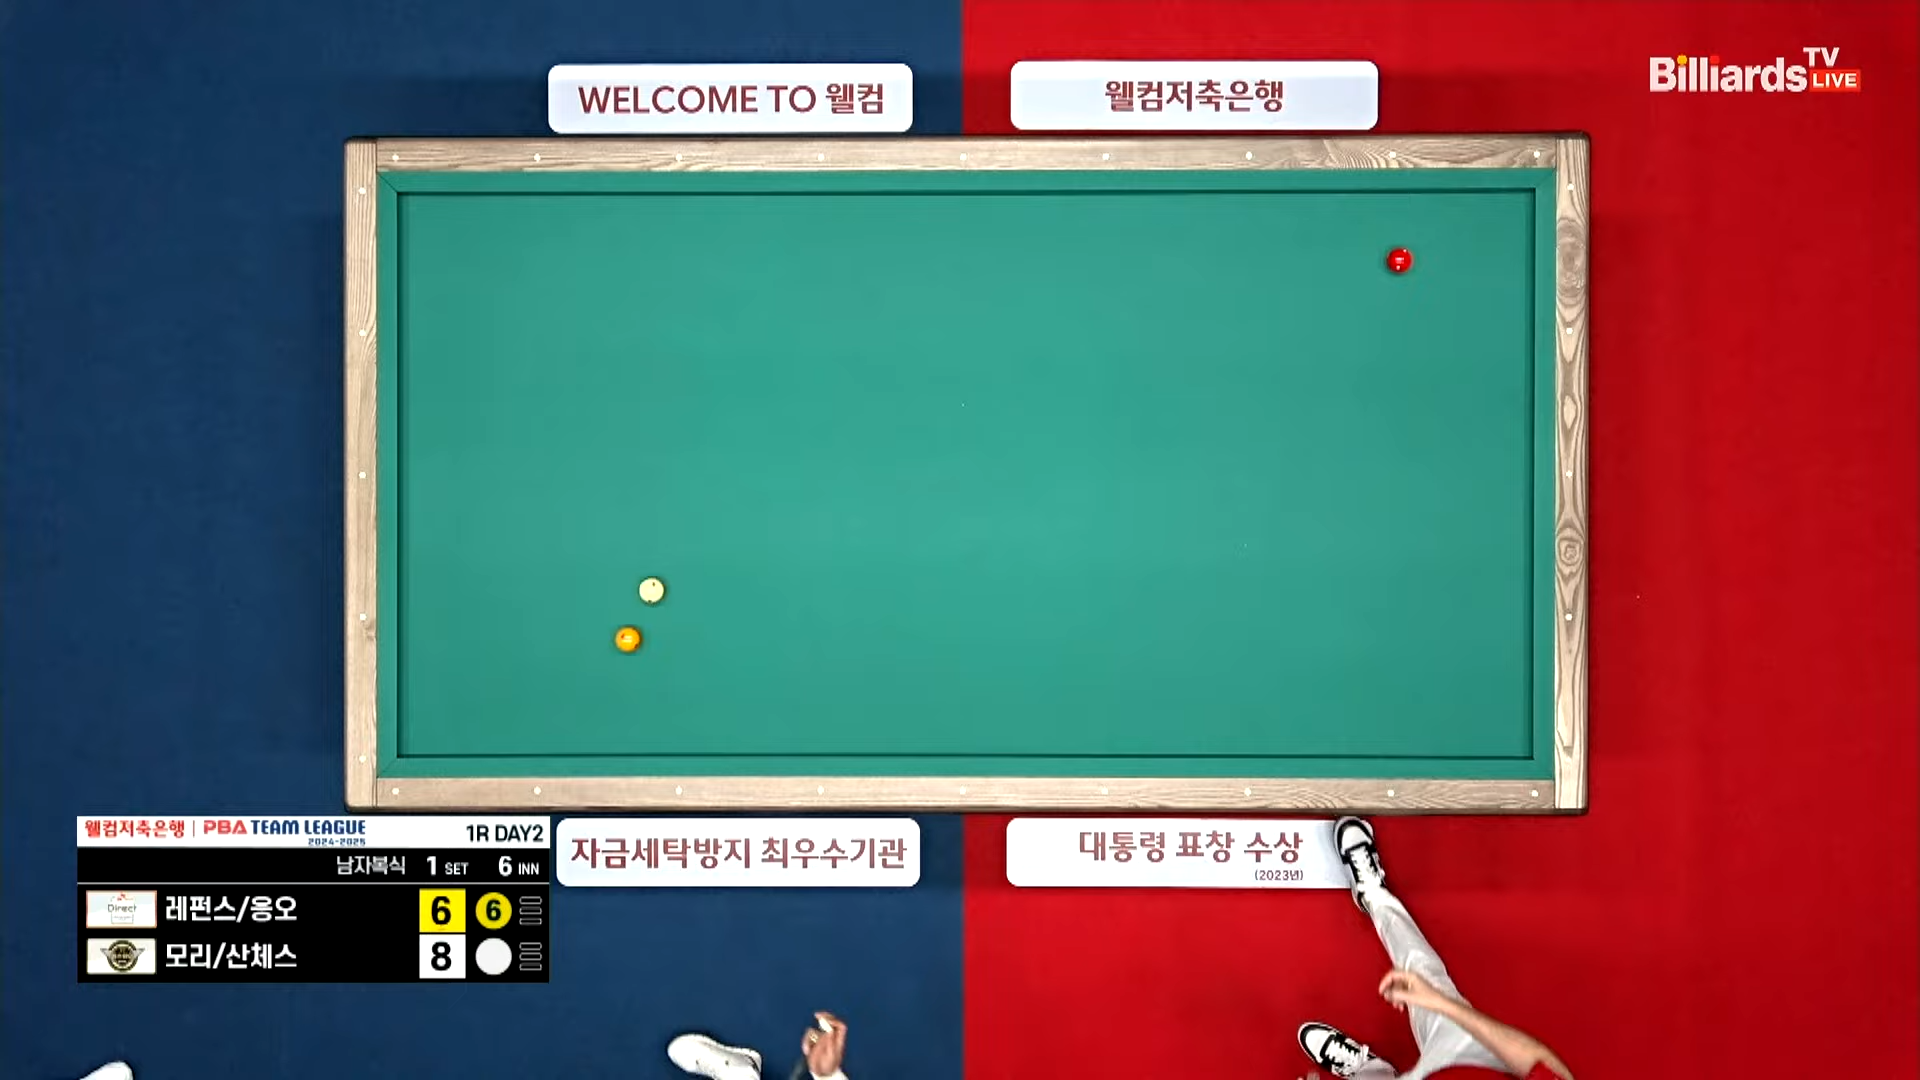 Billiards TV
LIVE
WELCOME TO 웰컴
웰컴저축은행
웰컴저축은행 | PBA TEAM LEAGUE
2024-2025
1R DAY2
남자복식 1 SET 6 INN
Direct
레펀스/응오 6 6
모리/산체스 8
자금세탁방지 최우수기관
대통령 표창 수상
(2023년)